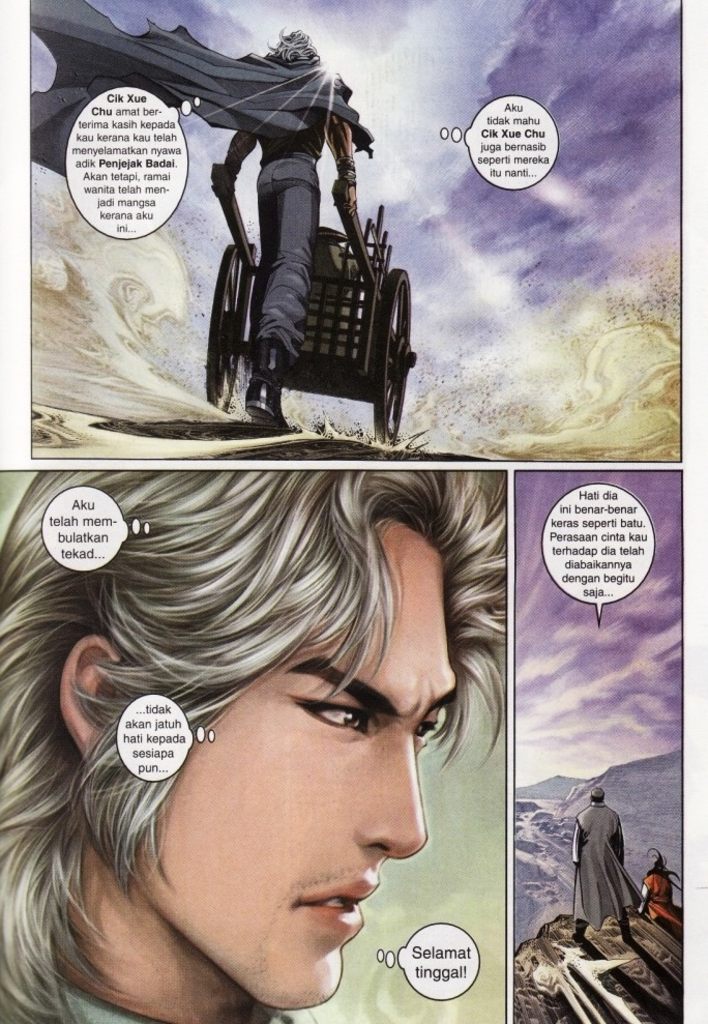 Cik Xue
Chu amat ber-
terima kasih kepada
kau kerana kau telah
menyelamatkan nyawa
adik Penjejak Badai.
Akan tetapi, ramai
wanita telah men-
jadi mangsa
kerana aku
ini...
Aku
tidak mahu
Cik Xue Chu
juga bernasib
seperti mereka
itu nanti...
Aku
telah mem-
bulatkan
tekad...
...tidak
akan jatuh
hati kepada
sesiapa
pun...
Selamat
tinggal!
Hati dia
ini benar-benar
keras seperti batu.
Perasaan cinta kau
terhadap dia telah
diabaikannya
dengan begitu
saja...